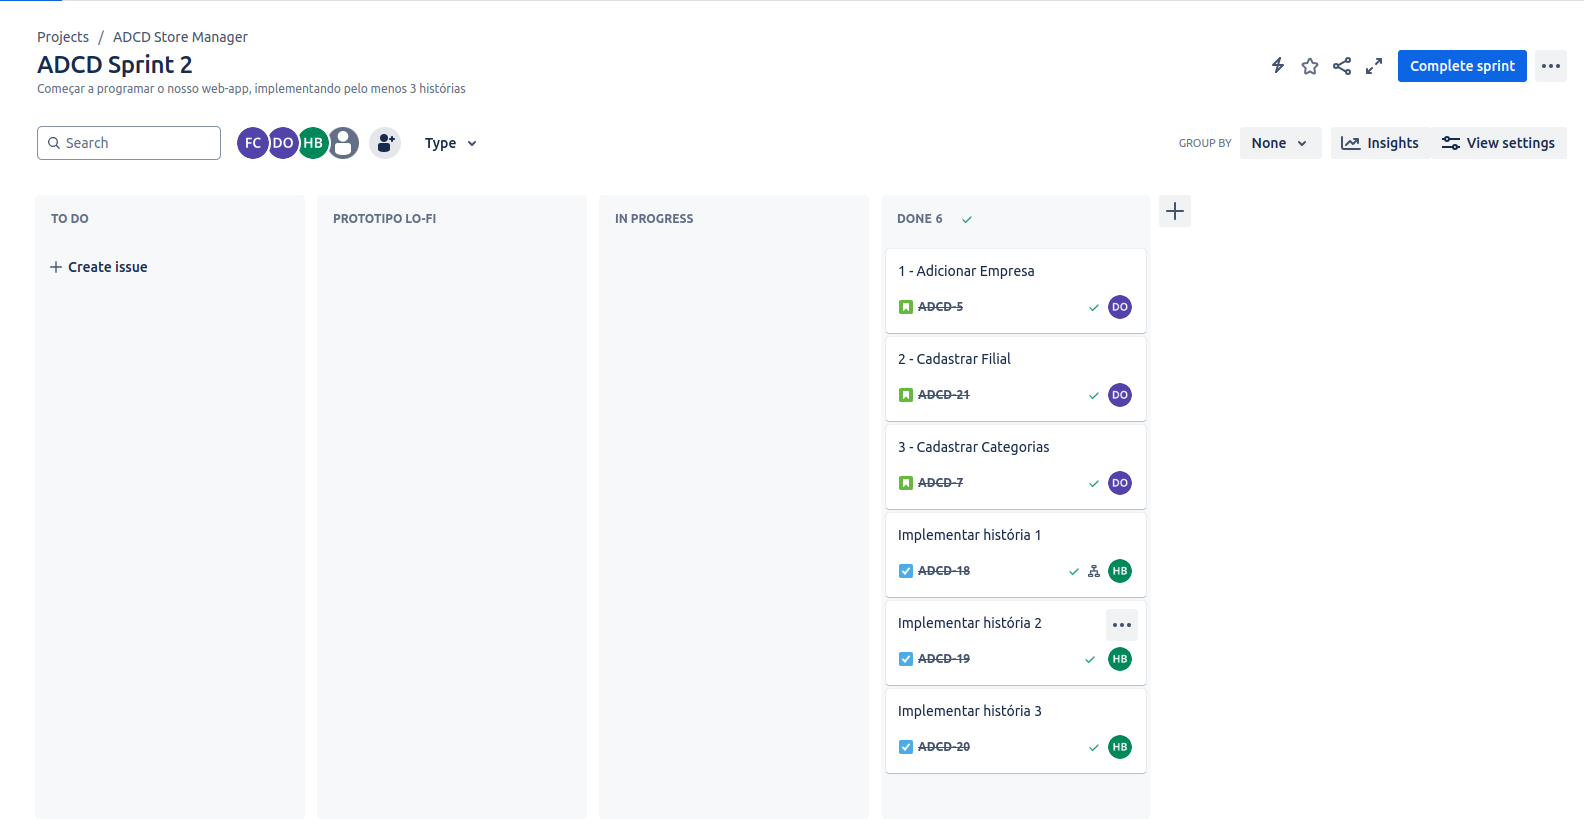 Projects / ADCD Store Manager
ADCD Sprint 2
Começar a programar o nosso web-app, implementando pelo menos 3 histórias
Complete sprint
Search
FC DO HB
Type
GROUP BY None
Insights
View settings
TO DO
Create issue
PROTOTIPO LO-FI
IN PROGRESS
DONE 6
1 - Adicionar Empresa
ADCD-5 DO
2 - Cadastrar Filial
ADCD-21 DO
3 - Cadastrar Categorias
ADCD-7 DO
Implementar história 1
ADCD-18 HB
Implementar história 2
ADCD-19 HB
Implementar história 3
ADCD-20 HB